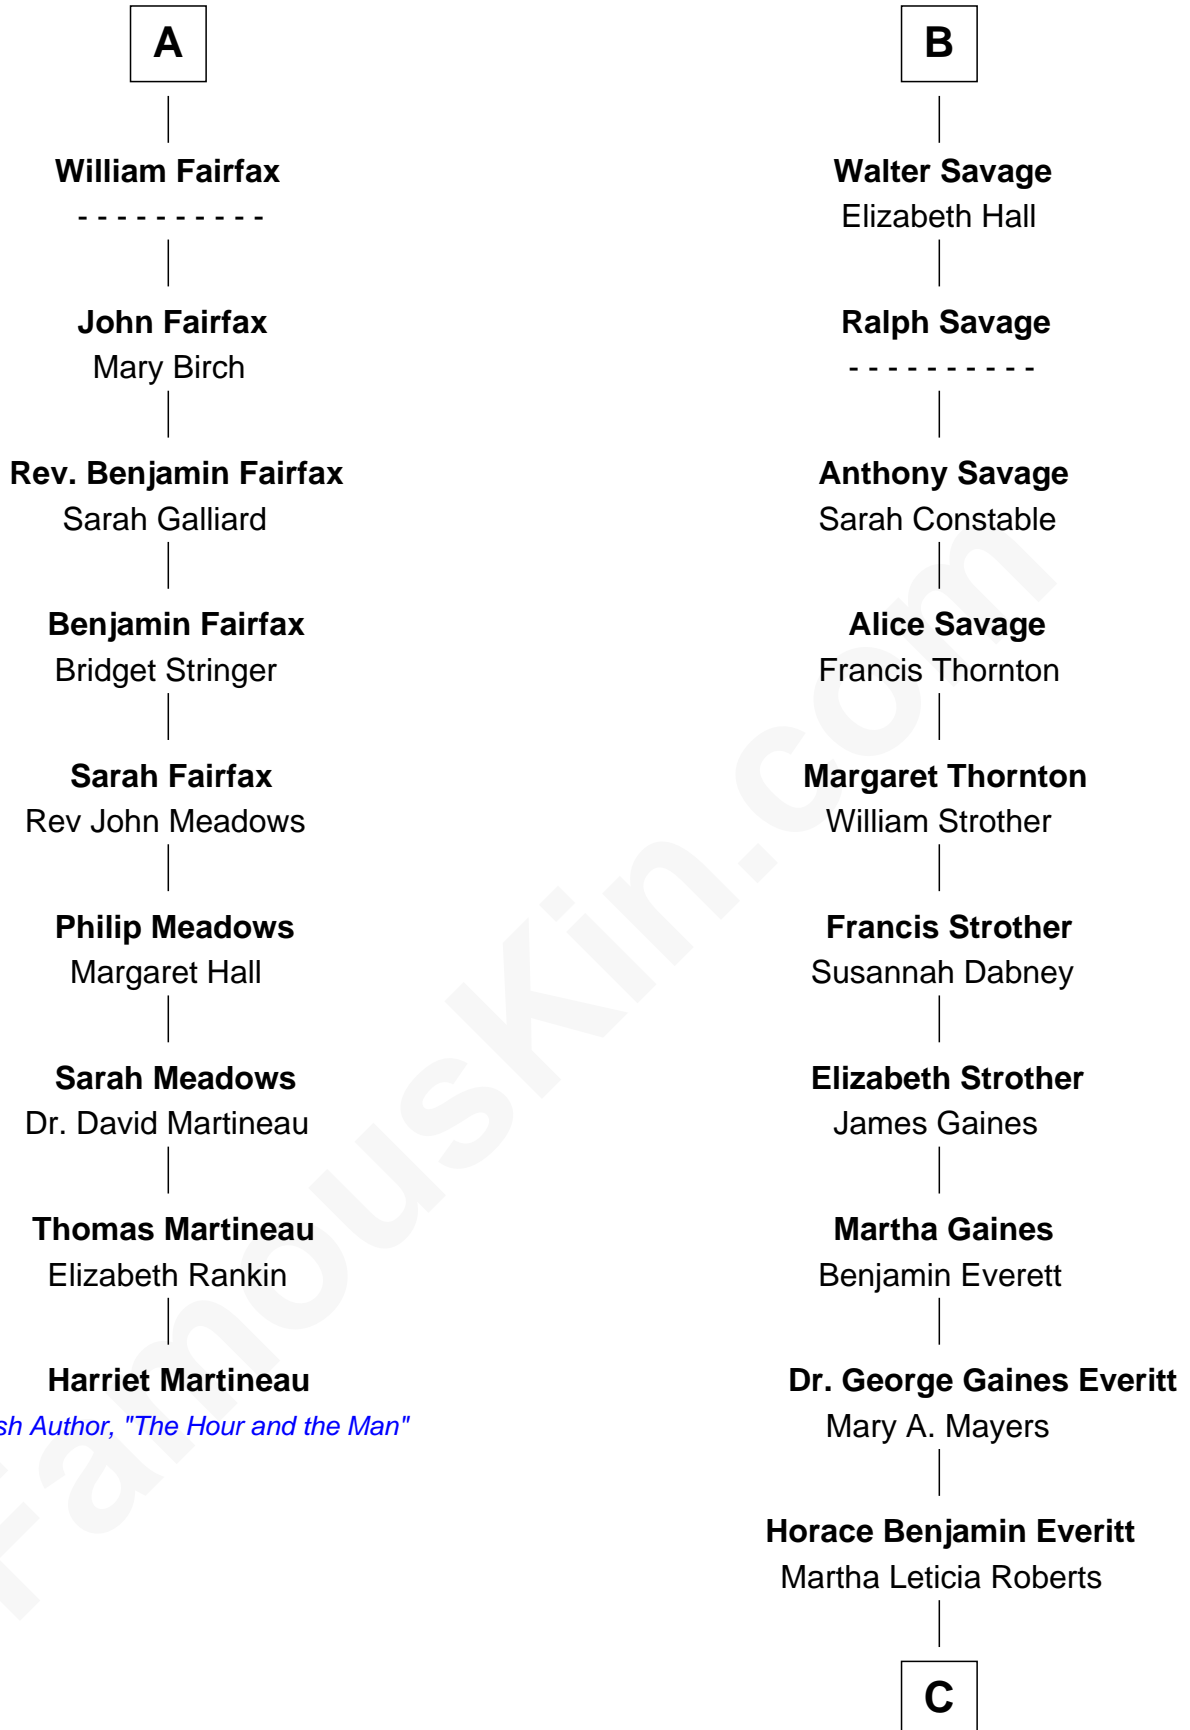 A
William Fairfax
- - - - - - - - - -
John Fairfax
Mary Birch
Rev. Benjamin Fairfax
Sarah Galliard
Benjamin Fairfax
Bridget Stringer
Sarah Fairfax
Rev John Meadows
Philip Meadows
Margaret Hall
Sarah Meadows
Dr. David Martineau
Thomas Martineau
Elizabeth Rankin
Harriet Martineau
sh Author, "The Hour and the Man"
B
Walter Savage
Elizabeth Hall
Ralph Savage
- - - - - - - - - -
Anthony Savage
Sarah Constable
Alice Savage
Francis Thornton
Margaret Thornton
William Strother
Francis Strother
Susannah Dabney
Elizabeth Strother
James Gaines
Martha Gaines
Benjamin Everett
Dr. George Gaines Everitt
Mary A. Mayers
Horace Benjamin Everitt
Martha Leticia Roberts
C
FamousKin.com